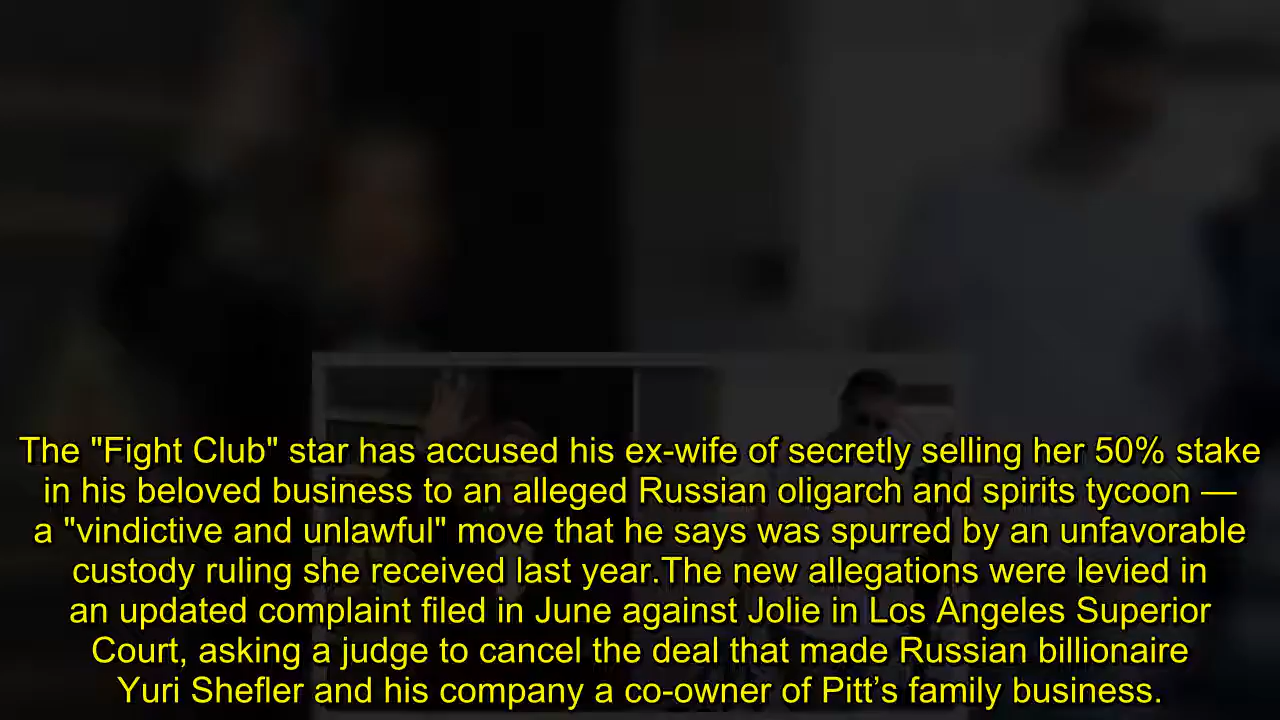 The "Fight Club" star has accused his ex-wife of secretly selling her 50% stake
in his beloved business to an alleged Russian oligarch and spirits tycoon —
a "vindictive and unlawful" move that he says was spurred by an unfavorable
custody ruling she received last year.The new allegations were levied in
an updated complaint filed in June against Jolie in Los Angeles Superior
Court, asking a judge to cancel the deal that made Russian billionaire
Yuri Shefler and his company a co-owner of Pitt’s family business.